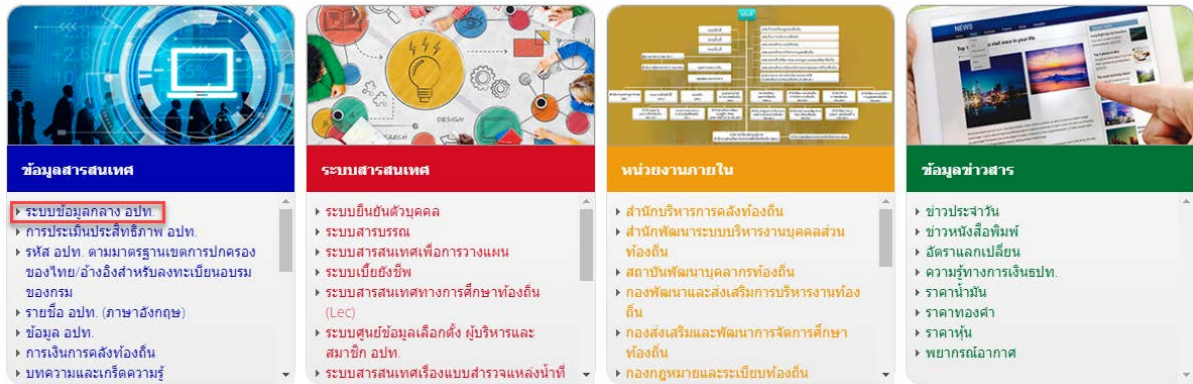 ข้อมูลสารสนเทศ
ระบบข้อมูลกลาง อปท.
การประเมินประสิทธิภาพ อปท.
รหัส อปท. ตามมาตรฐานเขตการปกครอง
ของไทย/อ้างอิงสำหรับลงทะเบียนอบรม
ของกรม
รายชื่อ อปท. (ภาษาอังกฤษ)
ข้อมูล อปท.
การเงินการคลังท้องถิ่น
บทความและเกร็ดความรู้
DESIGN
ระบบสารสนเทศ
ระบบยืนยันตัวบุคคล
ระบบสารบรรณ
ระบบสารสนเทศเพื่อการวางแผน
ระบบเบี้ยยังชีพ
ระบบสารสนเทศทางการศึกษาท้องถิ่น
(Lec)
ระบบศูนย์ข้อมูลเลือกตั้ง ผู้บริหารและ
สมาชิก อปท.
ระบบสารสนเทศเรื่องแบบสำรวจแหล่งน้ำที่
หน่วยงานภายใน
สำนักบริหารการคลังท้องถิ่น
สำนักพัฒนาระบบบริหารงานบุคคลส่วน
ท้องถิ่น
สถาบันพัฒนาบุคลากรท้องถิ่น
กองพัฒนาและส่งเสริมการบริหารงานท้อง
ถิ่น
กองส่งเสริมและพัฒนาการจัดการศึกษา
ท้องถิ่น
กองกฎหมายและระเบียบท้องถิ่น
NEWS
ข้อมูลข่าวสาร
ข่าวประจำวัน
ข่าวหนังสือพิมพ์
อัตราแลกเปลี่ยน
ความรู้ทางการเงินธปท.
ราคาน้ำมัน
ราคาทองคำ
ราคาหุ้น
พยากรณ์อากาศ